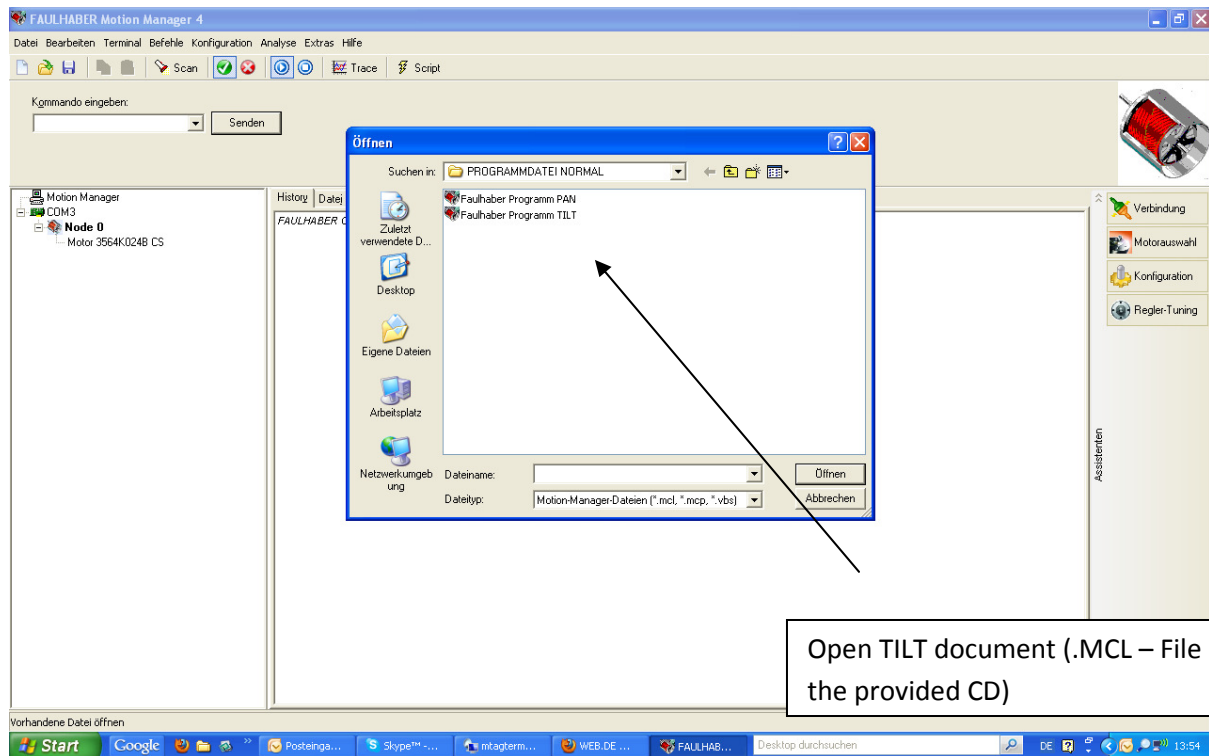 FAULHABER Motion Manager 4
Datei Bearbeiten Terminal Befehle Konfiguration Analyse Extras Hilfe
Scan Trace Script
Kommando eingeben:
Senden
Motion Manager
COM3
Node 0
Motor 3564K024B CS
History Datei
FAULHABER
Öffnen
Suchen in: PROGRAMMDATEI NORMAL
Zuletzt
verwendete D...
Desktop
Eigene Dateien
Arbeitsplatz
Netzwerkumgeb
ung
Faulhaber Programm PAN
Faulhaber Programm TILT
Dateiname:
Öffnen
Dateityp: Motion-Manager-Dateien (*.mcl, *.mcp, *.vbs)
Abbrechen
Verbindung
Motorauswahl
Konfiguration
Regler-Tuning
Assistenten
Open TILT document (.MCL – File
the provided CD)
Vorhandene Datei öffnen
Start Google Posteinga... Skype™ -... mtagterm... WEB.DE ... FAULHAB... Desktop durchsuchen DE 13:54